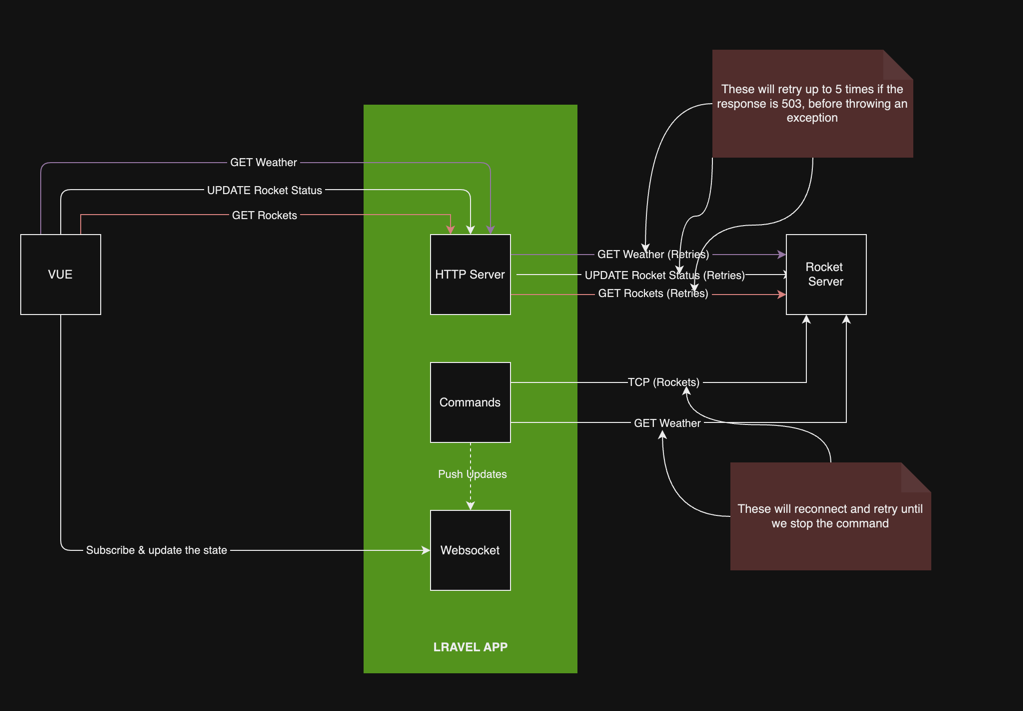 These will retry up to 5 times if the
response is 503, before throwing an
exception
GET Weather
UPDATE Rocket Status
GET Rockets
VUE
HTTP Server
GET Weather (Retries)
UPDATE Rocket Status (Retries)
GET Rockets (Retries)
Rocket
Server
Commands
TCP (Rockets)
GET Weather
Push Updates
These will reconnect and retry until
we stop the command
Subscribe & update the state
Websocket
LRAVEL APP